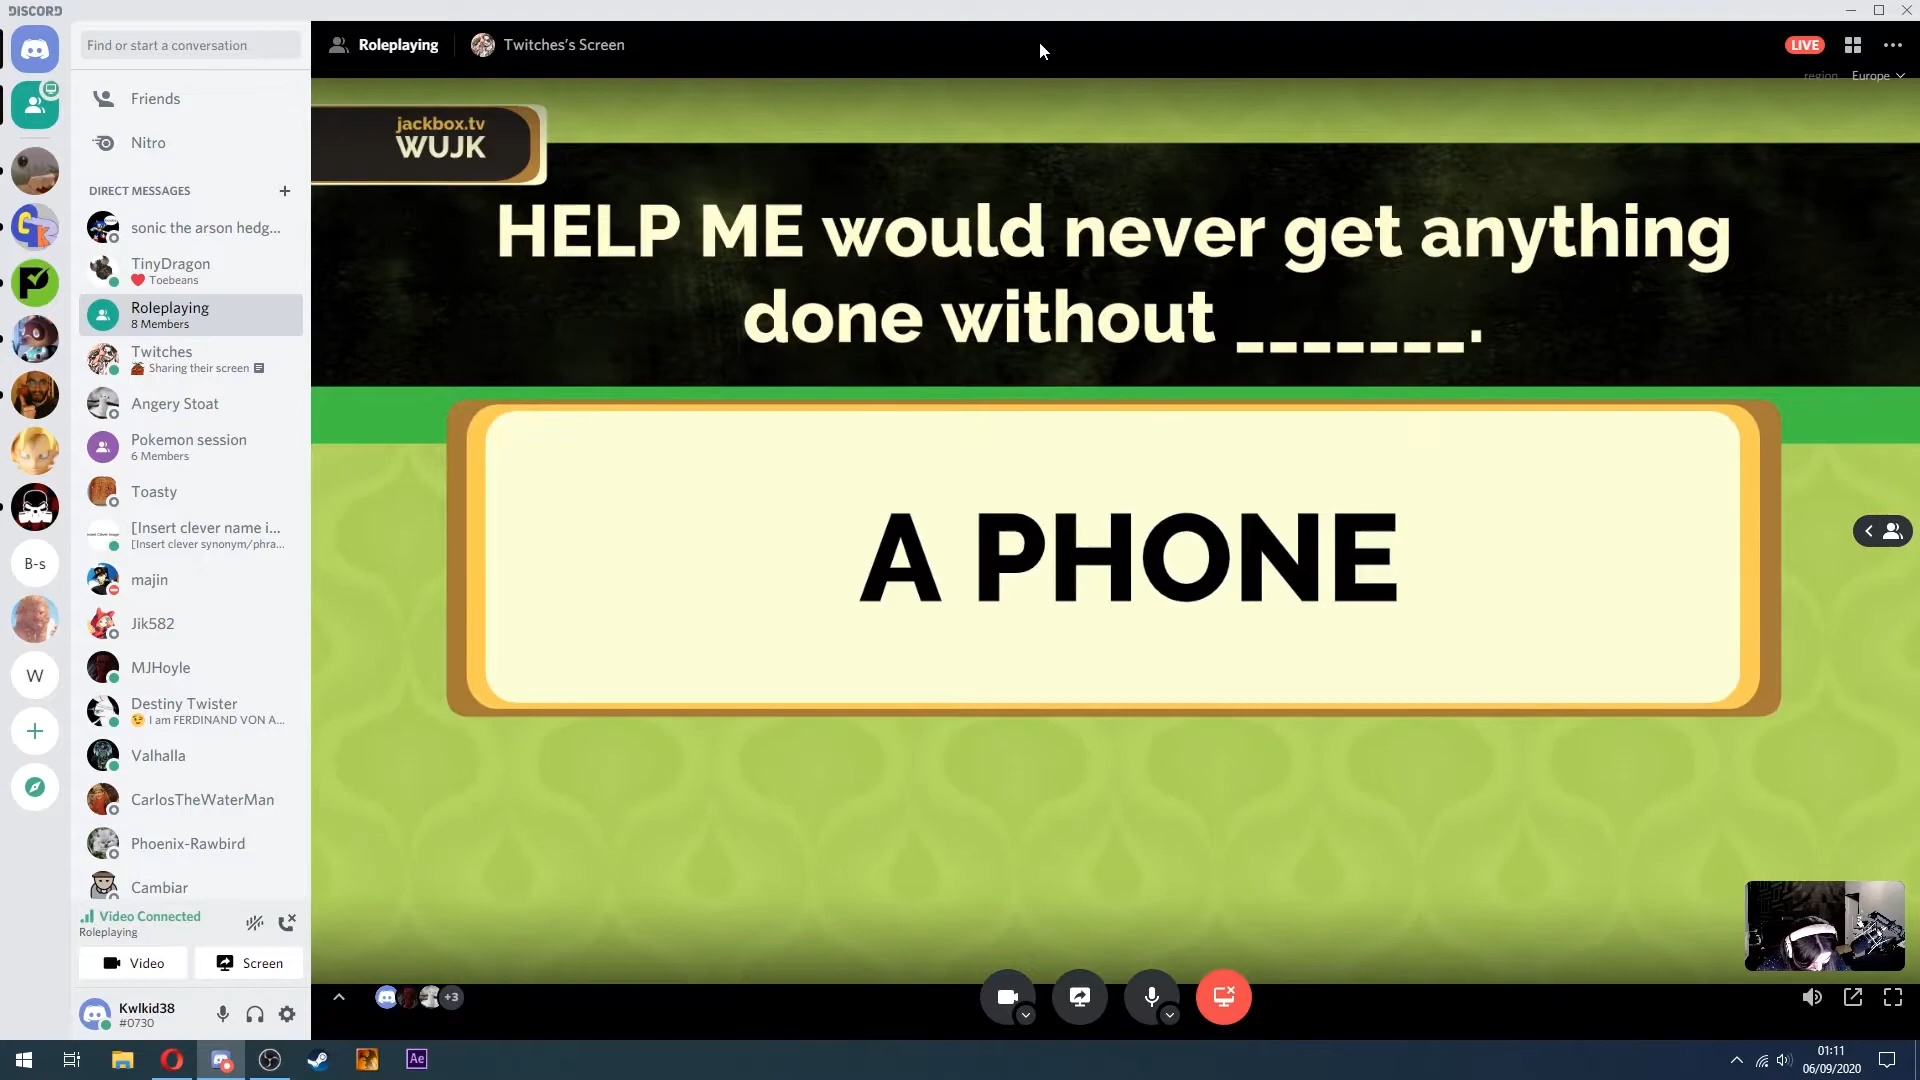 DISCORD
Find or start a conversation
Friends
Nitro
DIRECT MESSAGES
sonic the arson hedg...
TinyDragon
Toebeans
Roleplaying
8 Members
Twitches
Sharing their screen
Angery Stoat
Pokemon session
6 Members
Toasty
[Insert clever name i...
[Insert clever synonym/phra...
majin
Jik582
MJHoyle
Destiny Twister
I am FERDINAND VON A...
Valhalla
CarlosTheWaterMan
Phoenix-Rawbird
Cambiar
B-s
W
Video Connected
Roleplaying
Video
Screen
Kwlkid38
#0730
Roleplaying
Twitches's Screen
LIVE
region
Europe
jackbox.tv
WUJK
HELP ME would never get anything
done without _______.
A PHONE
+3
Ae
01:11
06/09/2020